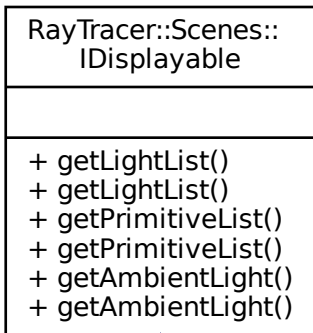 RayTracer::Scenes::
IDisplayable
+ getLightList()
+ getLightList()
+ getPrimitiveList()
+ getPrimitiveList()
+ getAmbientLight()
+ getAmbientLight()